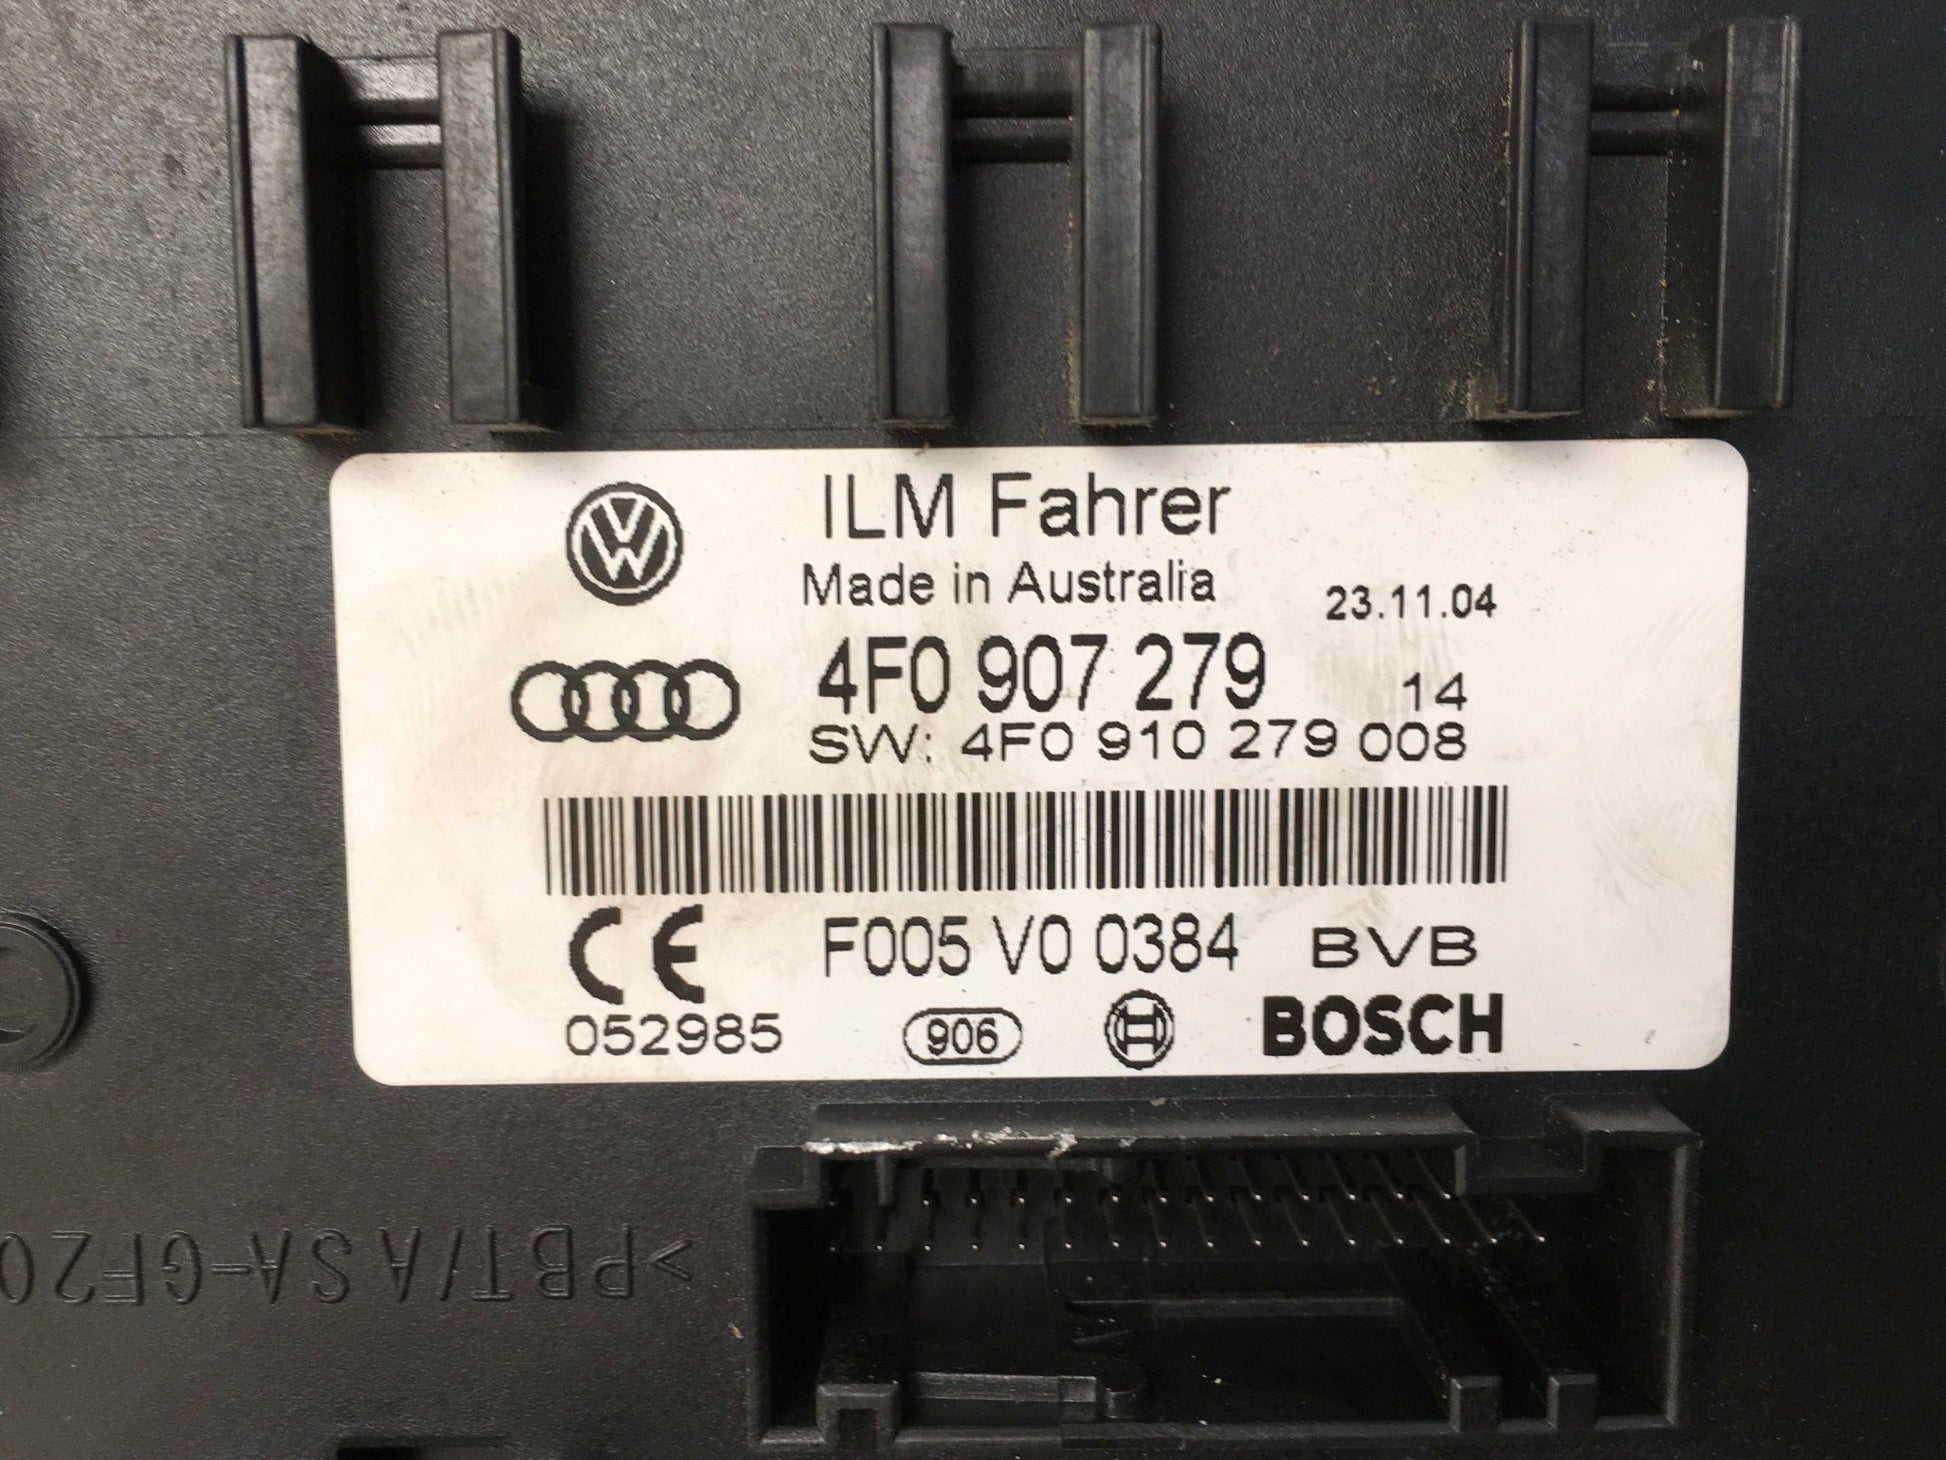 ILM Fahrer
Made in Australia
23.11.04
4F0 907 279
14
SW: 4F0 910 279 008
CE F005 V0 0384 BVB
052985 906 BOSCH
>PBT/ASA-GF20